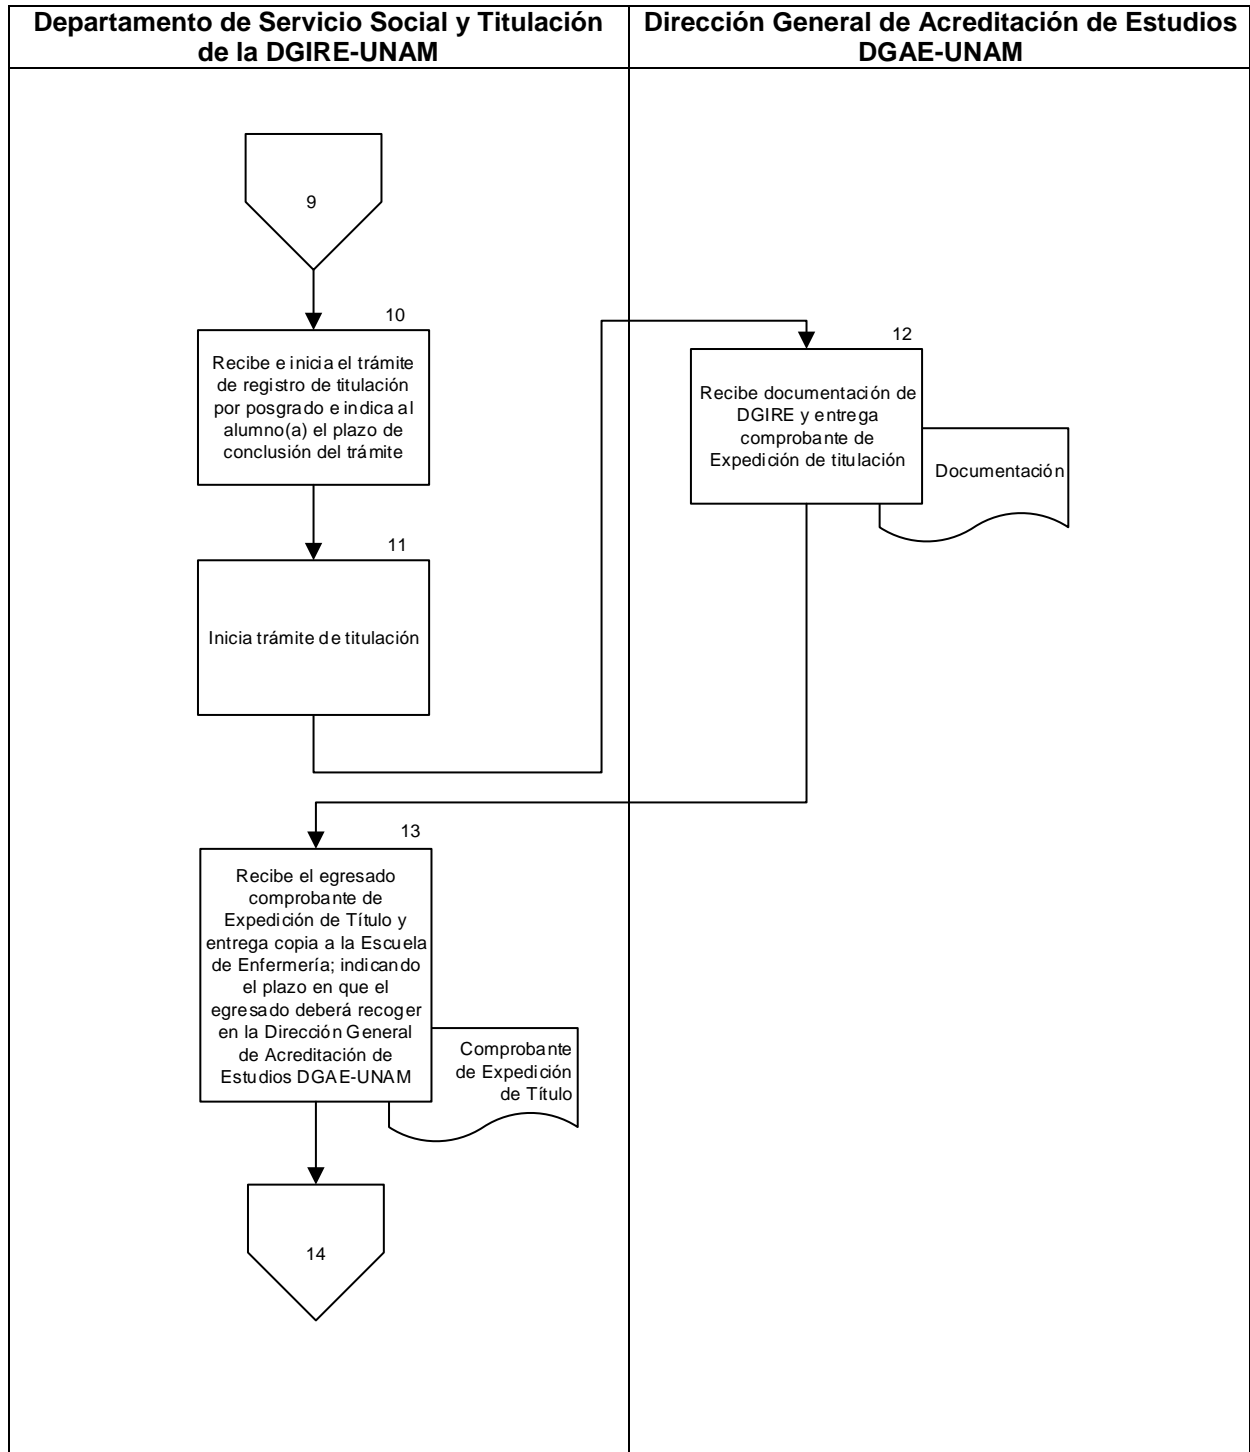 Departamento de Servicio Social y Titulación
de la DGIRE-UNAM
Dirección General de Acreditación de Estudios
DGAE-UNAM
9
10
Recibe e inicia el trámite
de registro de titulación
por posgrado e indica al
alumno(a) el plazo de
conclusión del trámite
11
Inicia trámite de titulación
12
Recibe documentación de
DGIRE y entrega
comprobante de
Expedición de titulación
Documentación
13
Recibe el egresado
comprobante de
Expedición de Título y
entrega copia a la Escuela
de Enfermería; indicando
el plazo en que el
egresado deberá recoger
en la Dirección General
de Acreditación de
Estudios DGAE-UNAM
Comprobante
de Expedición
de Título
14